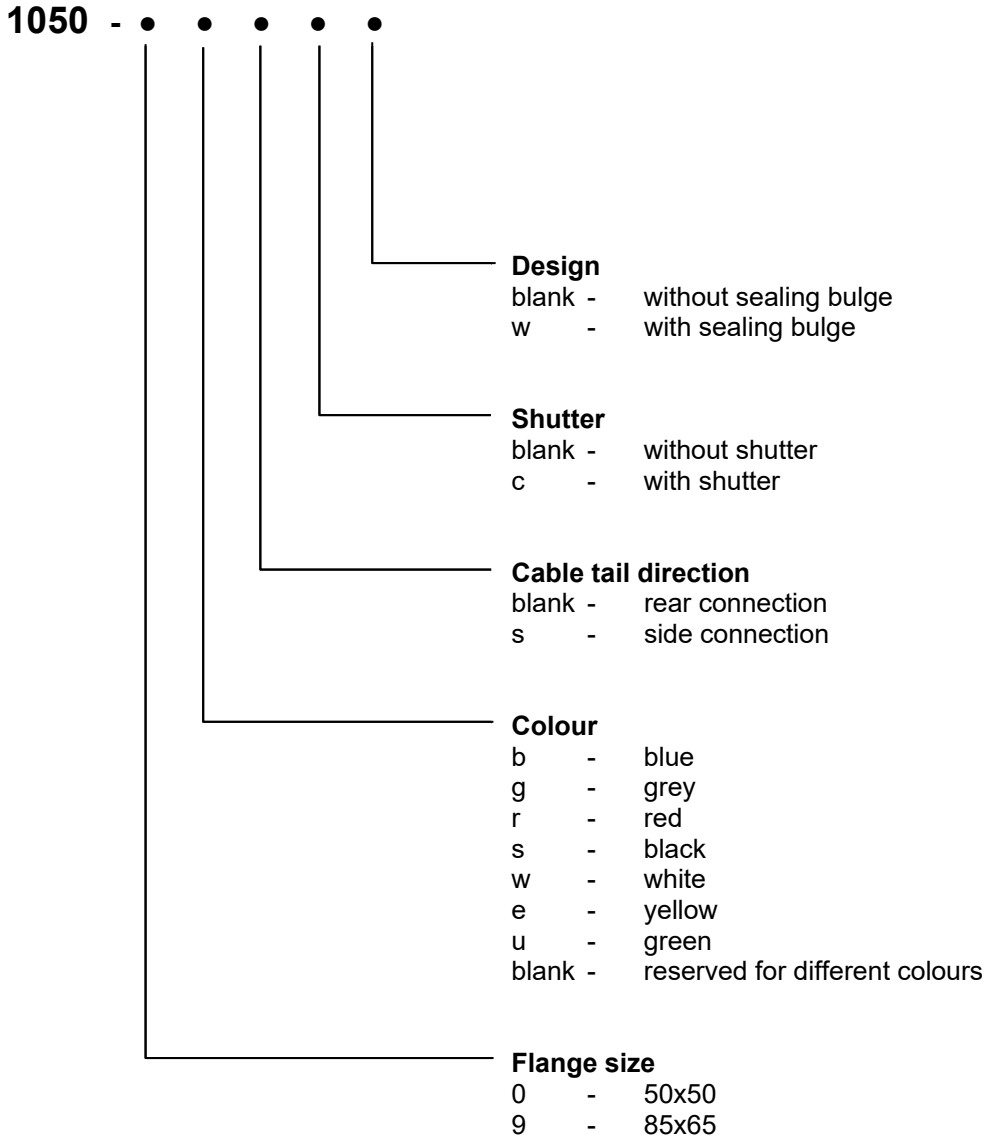 1050 - • • • • •
Design
blank - without sealing bulge
w - with sealing bulge
Shutter
blank - without shutter
c - with shutter
Cable tail direction
blank - rear connection
s - side connection
Colour
b - blue
g - grey
r - red
s - black
w - white
e - yellow
u - green
blank - reserved for different colours
Flange size
0 - 50x50
9 - 85x65